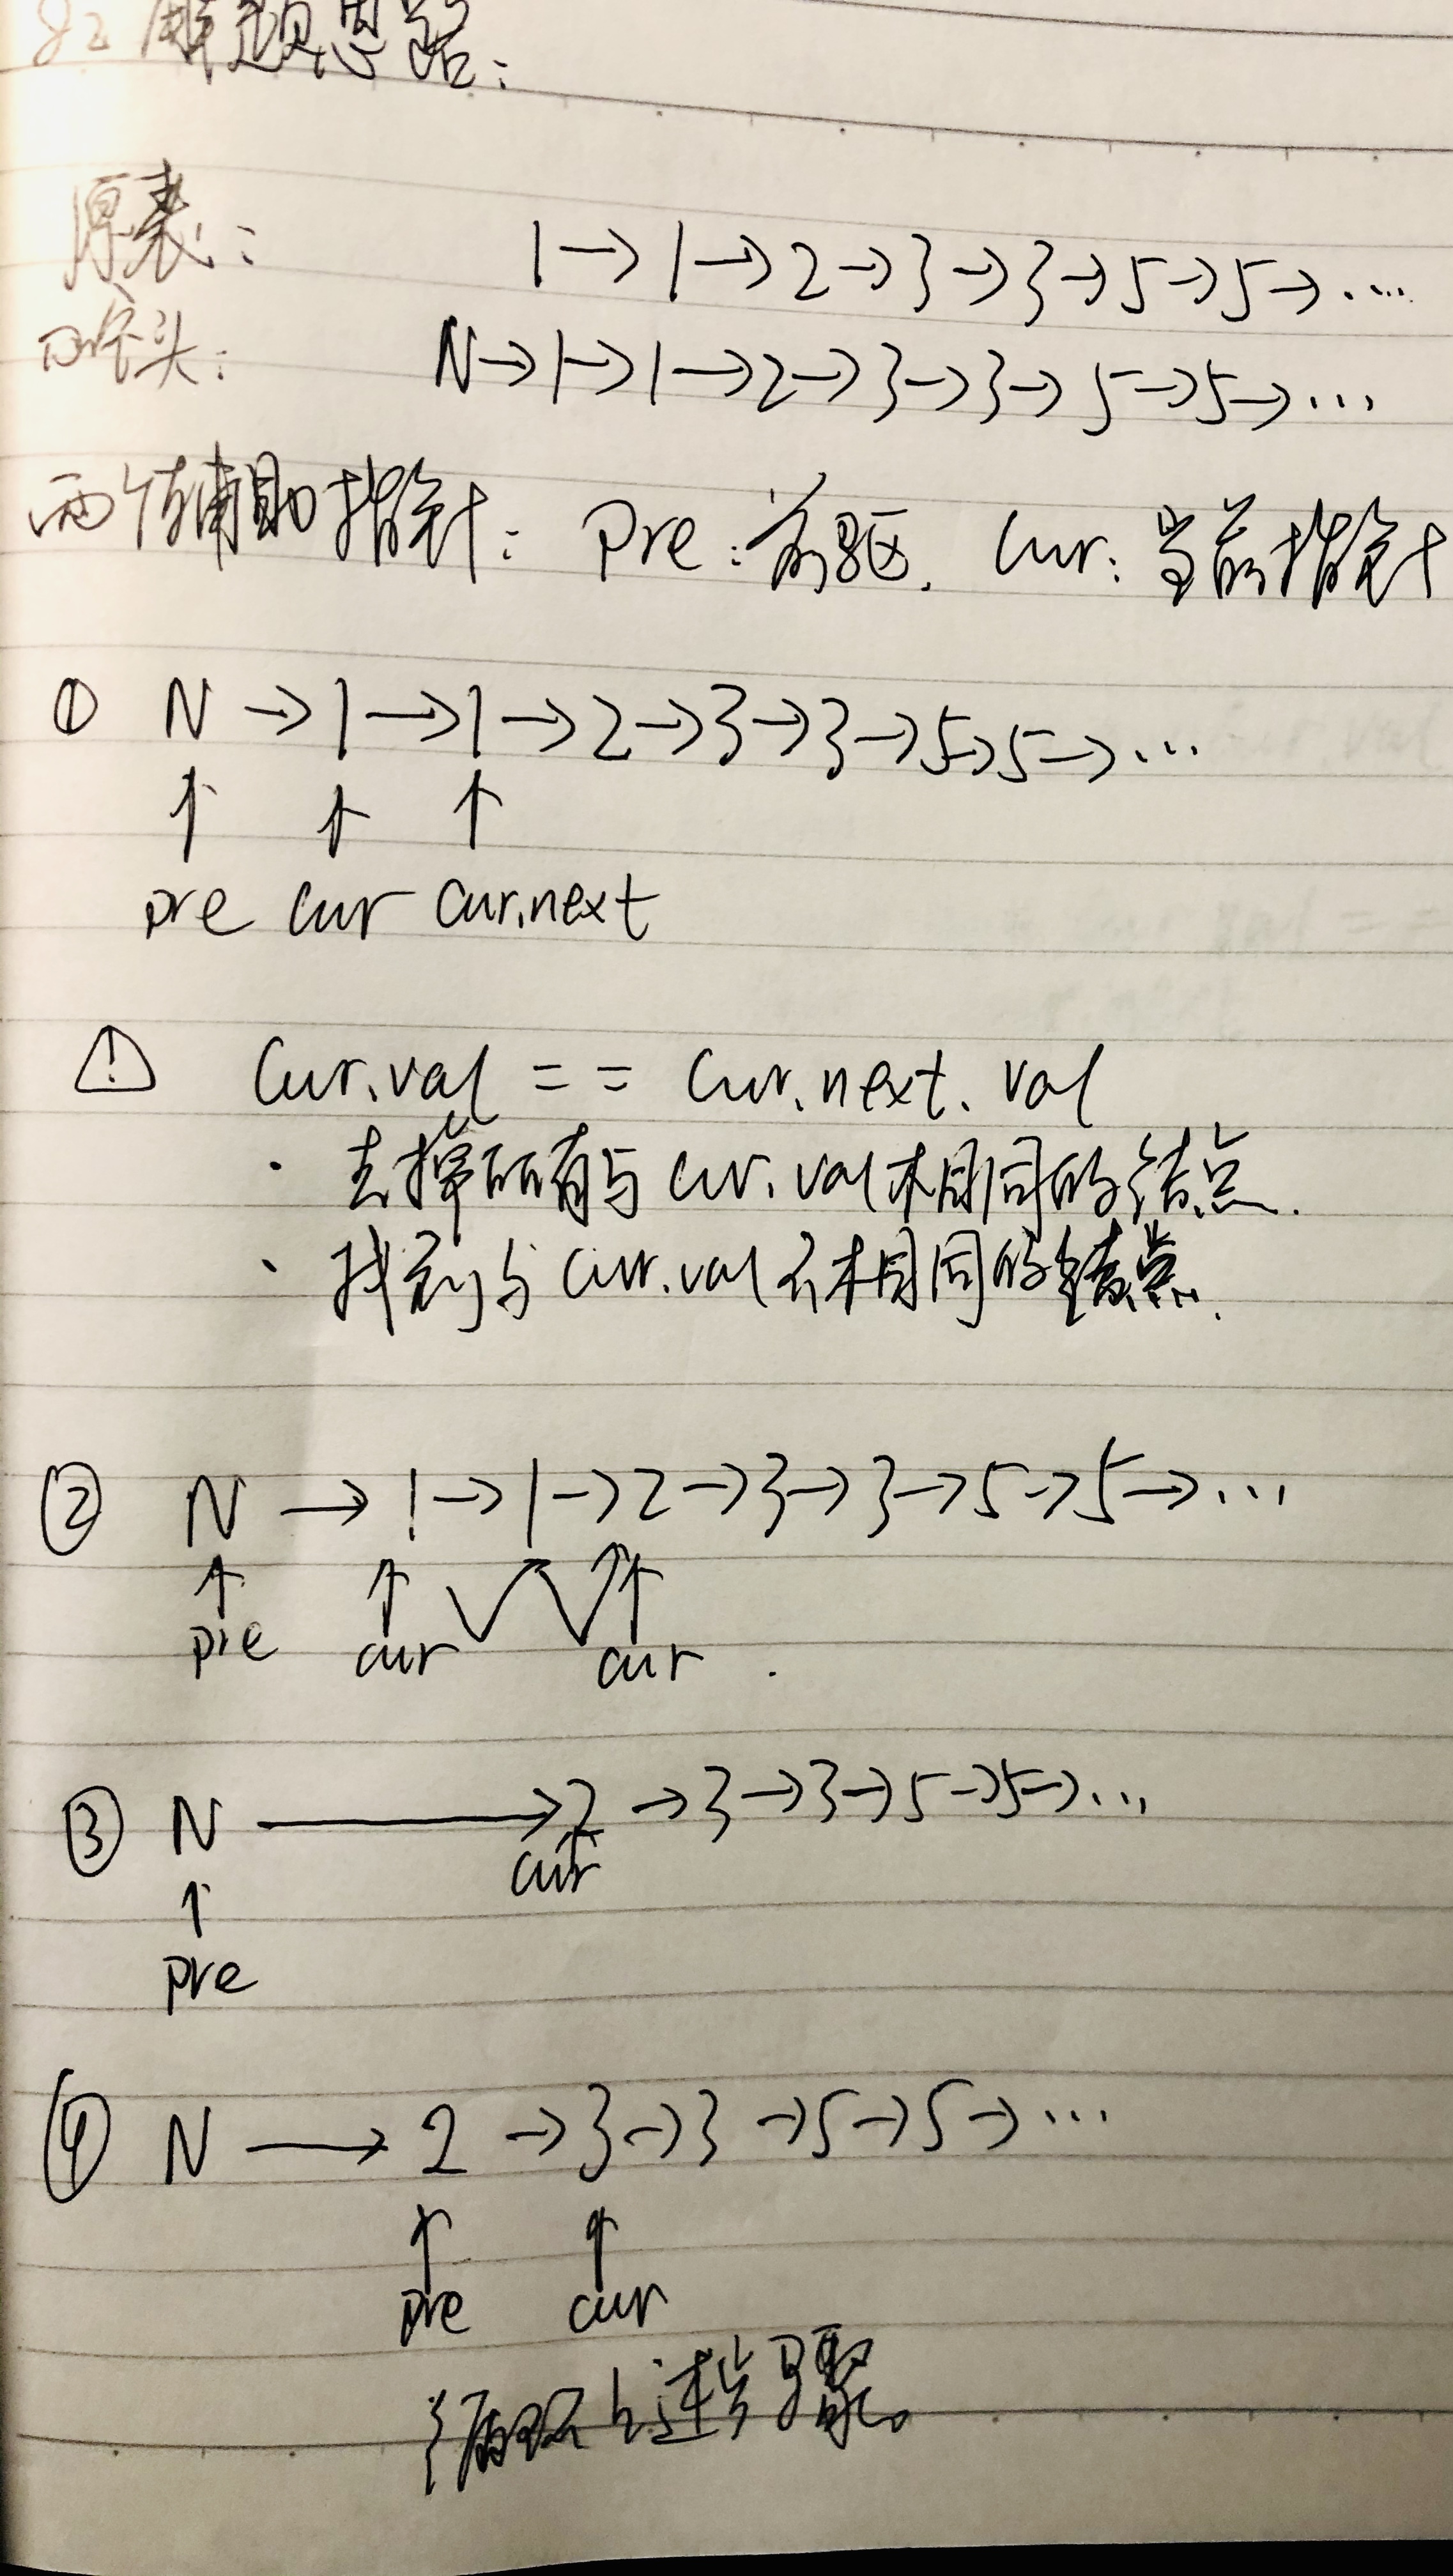 82 解题思路:
原表: 1→1→2→3→3→5→5→....
加个头: N→1→1→2→3→3→5→5→...
两个辅助指针: pre:前驱. cur:当前指针
① N→1→1→2→3→3→5→5→...
pre cur cur.next
⚠ cur.val == cur.next.val
· 去掉所有与cur.val相同的结点.
· 找到与cur.val不相同的结点.
② N→1→1→2→3→3→5→5→...
pre cur cur
③ N→2→3→3→5→5→...
cur
pre
④ N→2→3→3→5→5→...
pre cur
循环上述步骤。